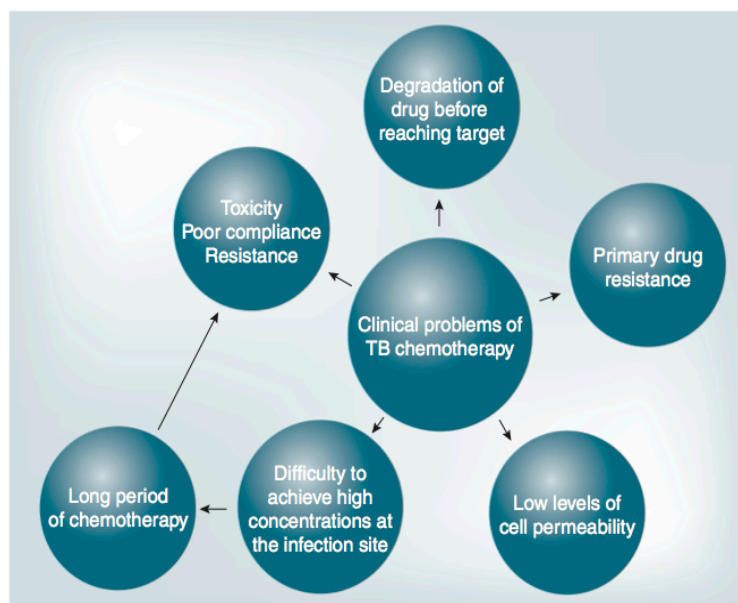 Degradation of
drug before
reaching target
Toxicity
Poor compliance
Resistance
Primary drug
resistance
Clinical problems of
TB chemotherapy
Long period
of chemotherapy
Difficulty to
achieve high
concentrations at
the infection site
Low levels of
cell permeability